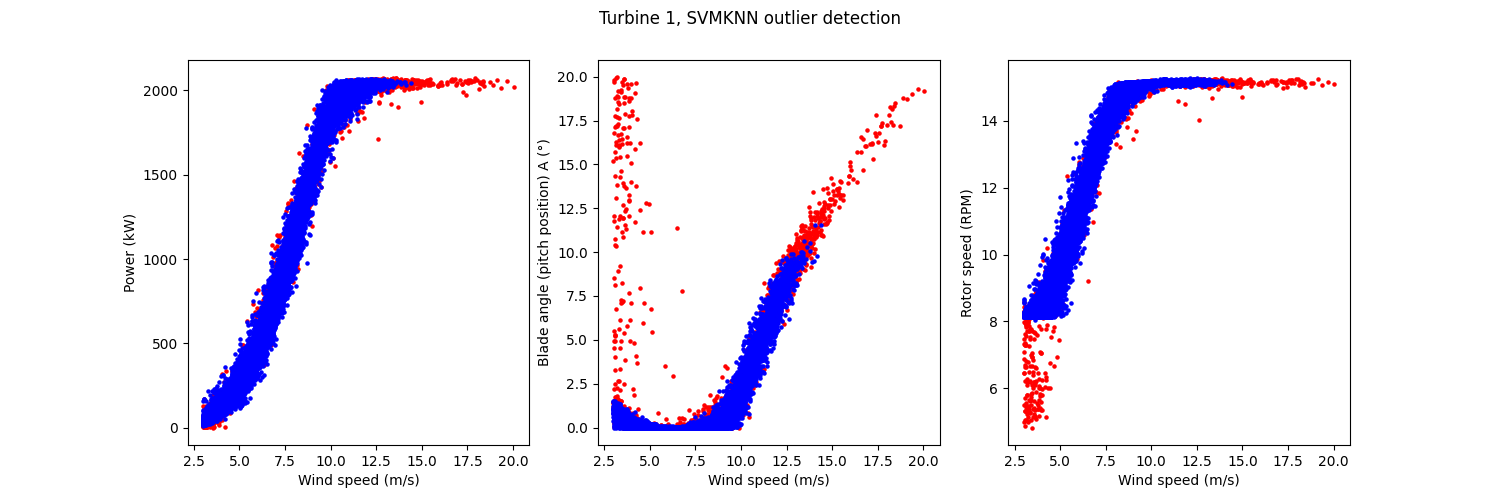 Turbine 1, SVMKNN outlier detection
Power (kW)
2000
1500
1000
500
0
2.5 5.0 7.5 10.0 12.5 15.0 17.5 20.0
Wind speed (m/s)
Blade angle (pitch position) A (°)
20.0
17.5
15.0
12.5
10.0
7.5
5.0
2.5
0.0
2.5 5.0 7.5 10.0 12.5 15.0 17.5 20.0
Wind speed (m/s)
Rotor speed (RPM)
14
12
10
8
6
2.5 5.0 7.5 10.0 12.5 15.0 17.5 20.0
Wind speed (m/s)